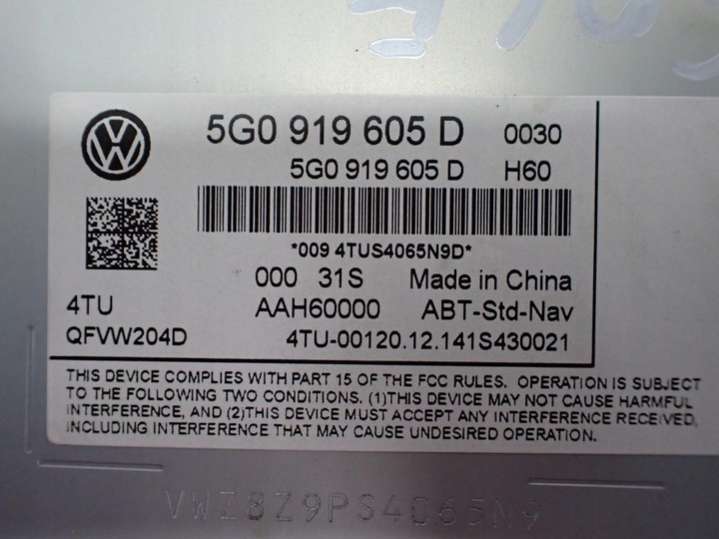 5G0 919 605 D 0030
5G0 919 605 D H60
*009 4TUS4065N9D*
000 31S Made in China
4TU AAH60000 ABT-Std-Nav
QFVW204D 4TU-00120.12.141S430021
THIS DEVICE COMPLIES WITH PART 15 OF THE FCC RULES. OPERATION IS SUBJECT
TO THE FOLLOWING TWO CONDITIONS. (1)THIS DEVICE MAY NOT CAUSE HARMFUL
INTERFERENCE, AND (2)THIS DEVICE MUST ACCEPT ANY INTERFERENCE RECEIVED,
INCLUDING INTERFERENCE THAT MAY CAUSE UNDESIRED OPERATION.
VWZ8Z9PS4065N9